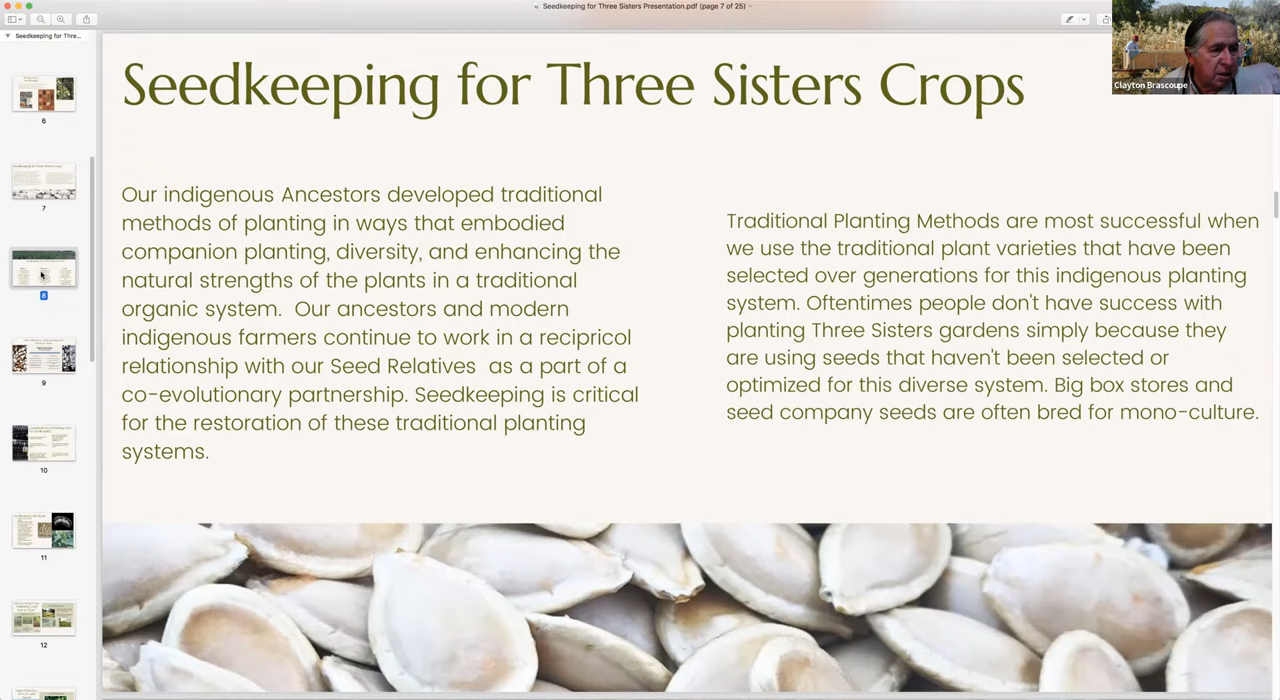 Seedkeeping for Three Sisters Presentation.pdf (page 7 of 25)
Seedkeeping for Thre...
Clayton Brascoupe
Seedkeeping for Three Sisters Crops
Our indigenous Ancestors developed traditional
methods of planting in ways that embodied
companion planting, diversity, and enhancing the
natural strengths of the plants in a traditional
organic system. Our ancestors and modern
indigenous farmers continue to work in a recipricol
relationship with our Seed Relatives as a part of a
co-evolutionary partnership. Seedkeeping is critical
for the restoration of these traditional planting
systems.
Traditional Planting Methods are most successful when
we use the traditional plant varieties that have been
selected over generations for this indigenous planting
system. Oftentimes people don't have success with
planting Three Sisters gardens simply because they
are using seeds that haven't been selected or
optimized for this diverse system. Big box stores and
seed company seeds are often bred for mono-culture.
6
7
8
9
10
11
12